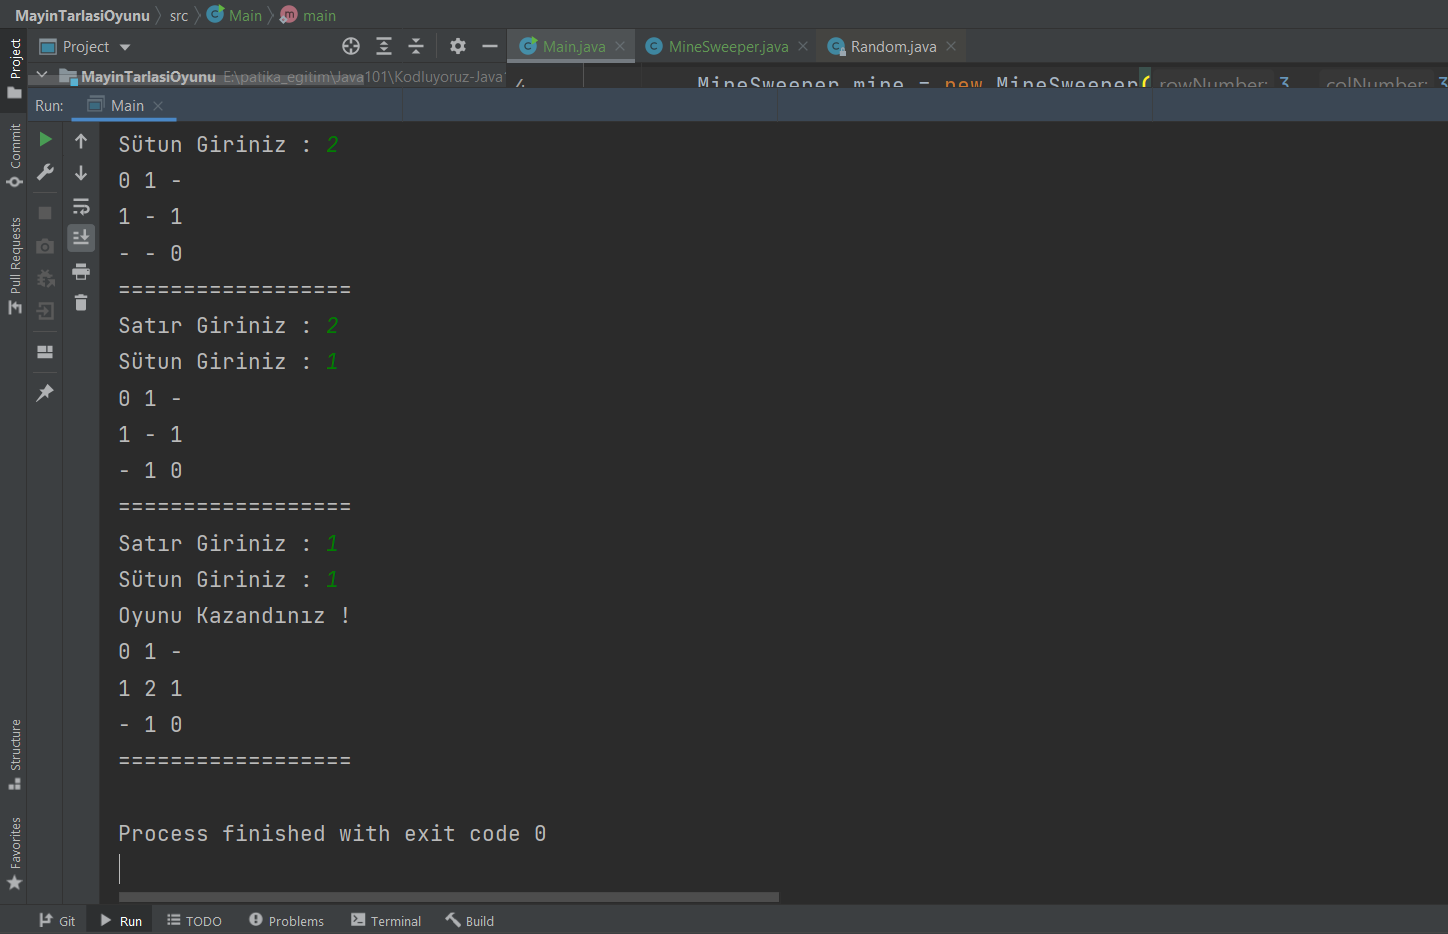 MayinTarlasiOyunu > src > Main > main
Project
Main.java
MineSweeper.java
Random.java
MayinTarlasiOyunu E:\patika_egitim\Java101\Kodluyoruz-Java1
4 MineSweeper mine = new MineSweeper( rowNumber: 3, colNumber: 3
Run: Main
Sütun Giriniz : 2
0 1 -
1 - 1
- - 0
==================
Satır Giriniz : 2
Sütun Giriniz : 1
0 1 -
1 - 1
- 1 0
==================
Satır Giriniz : 1
Sütun Giriniz : 1
Oyunu Kazandınız !
0 1 -
1 2 1
- 1 0
==================
Process finished with exit code 0
Project
Commit
Pull Requests
Structure
Favorites
Git
Run
TODO
Problems
Terminal
Build